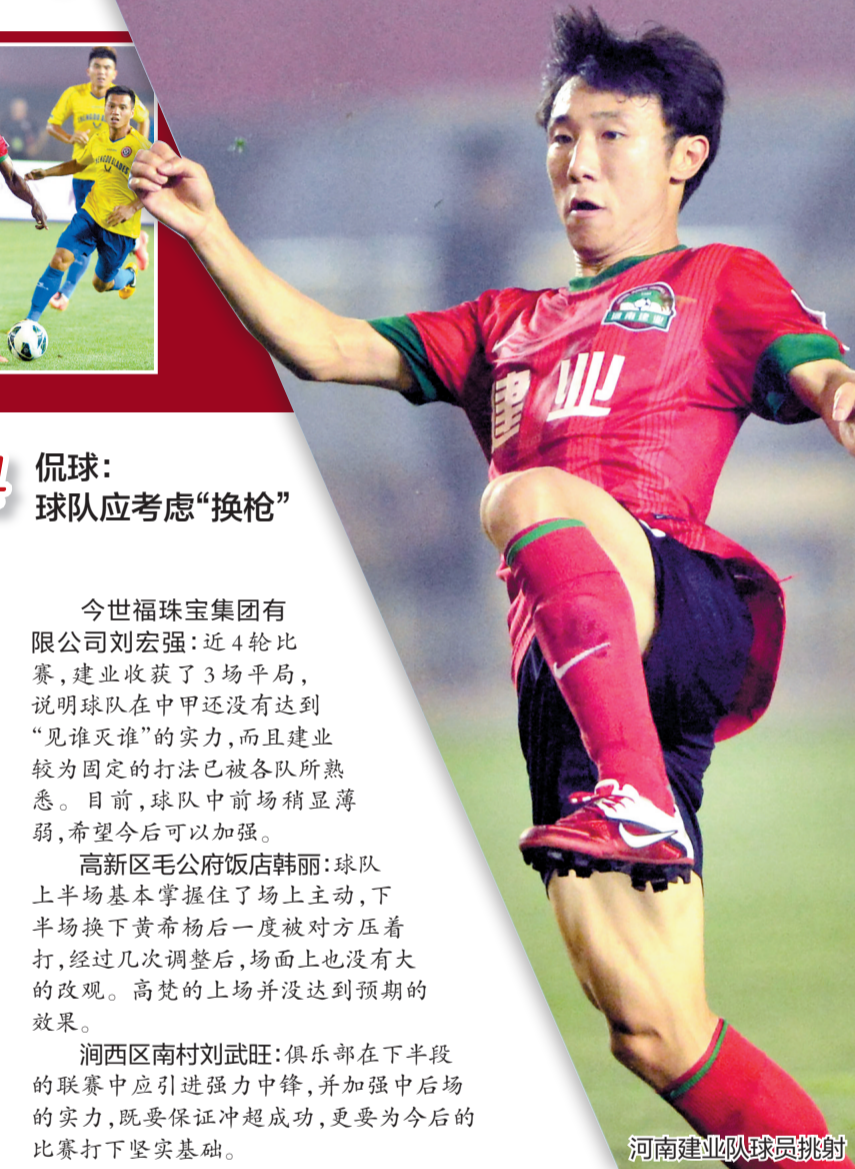 CHENGDU BLADES
河南建业
建业
侃球：
球队应考虑“换枪”
今世福珠宝集团有
限公司刘宏强：近4轮比
赛，建业收获了3场平局，
说明球队在中甲还没有达到
“见谁灭谁”的实力，而且建业
较为固定的打法已被各队所熟
悉。目前，球队中前场稍显薄
弱，希望今后可以加强。
高新区毛公府饭店韩丽：球队
上半场基本掌握住了场上主动，下
半场换下黄希杨后一度被对方压着
打，经过几次调整后，场面上也没有大
的改观。高梵的上场并没达到预期的
效果。
涧西区南村刘武旺：俱乐部在下半段
的联赛中应引进强力中锋，并加强中后场
的实力，既要保证冲超成功，更要为今后的
比赛打下坚实基础。
河南建业队球员挑射